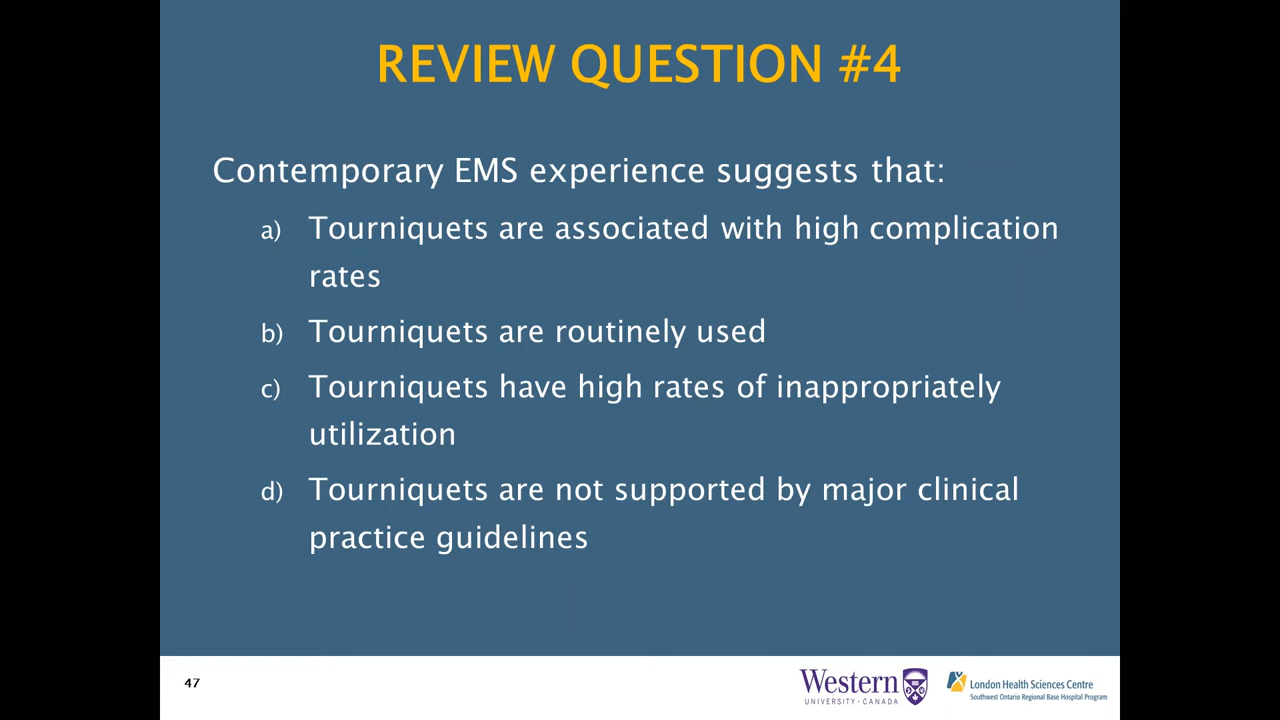 REVIEW QUESTION #4
Contemporary EMS experience suggests that:
a) Tourniquets are associated with high complication
rates
b) Tourniquets are routinely used
c) Tourniquets have high rates of inappropriately
utilization
d) Tourniquets are not supported by major clinical
practice guidelines
47
Western
UNIVERSITY · CANADA
London Health Sciences Centre
Southwest Ontario Regional Base Hospital Program